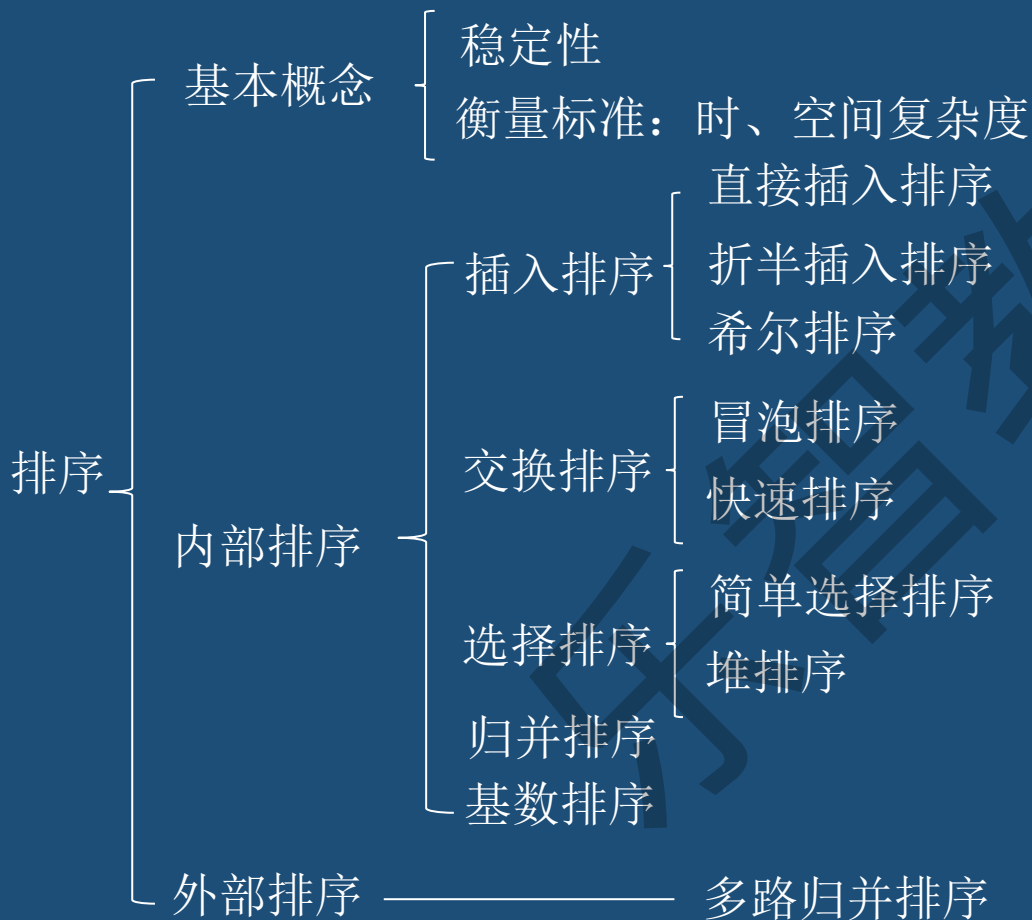 基本概念
稳定性
衡量标准：时、空间复杂度
直接插入排序
插入排序
折半插入排序
希尔排序
冒泡排序
排序
交换排序
快速排序
内部排序
简单选择排序
选择排序
堆排序
归并排序
基数排序
外部排序
多路归并排序
乐智教